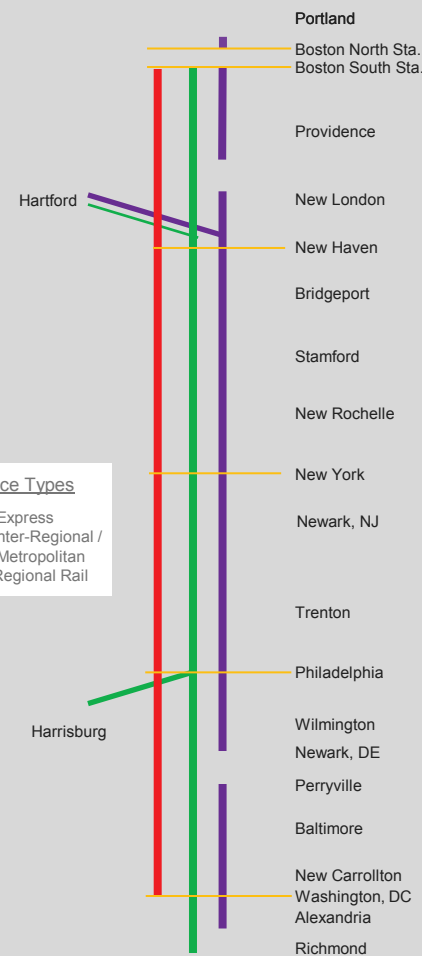 Portland
Boston North Sta.
Boston South Sta.
Providence
Hartford
New London
New Haven
Bridgeport
Stamford
New Rochelle
New York
ce Types
Express
nter-Regional /
Metropolitan
Regional Rail
Newark, NJ
Trenton
Philadelphia
Harrisburg
Wilmington
Newark, DE
Perryville
Baltimore
New Carrollton
Washington, DC
Alexandria
Richmond